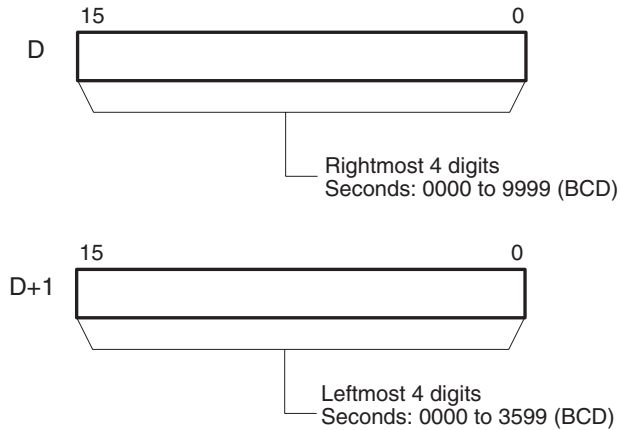 15 0
D
Rightmost 4 digits
Seconds: 0000 to 9999 (BCD)
15 0
D+1
Leftmost 4 digits
Seconds: 0000 to 3599 (BCD)